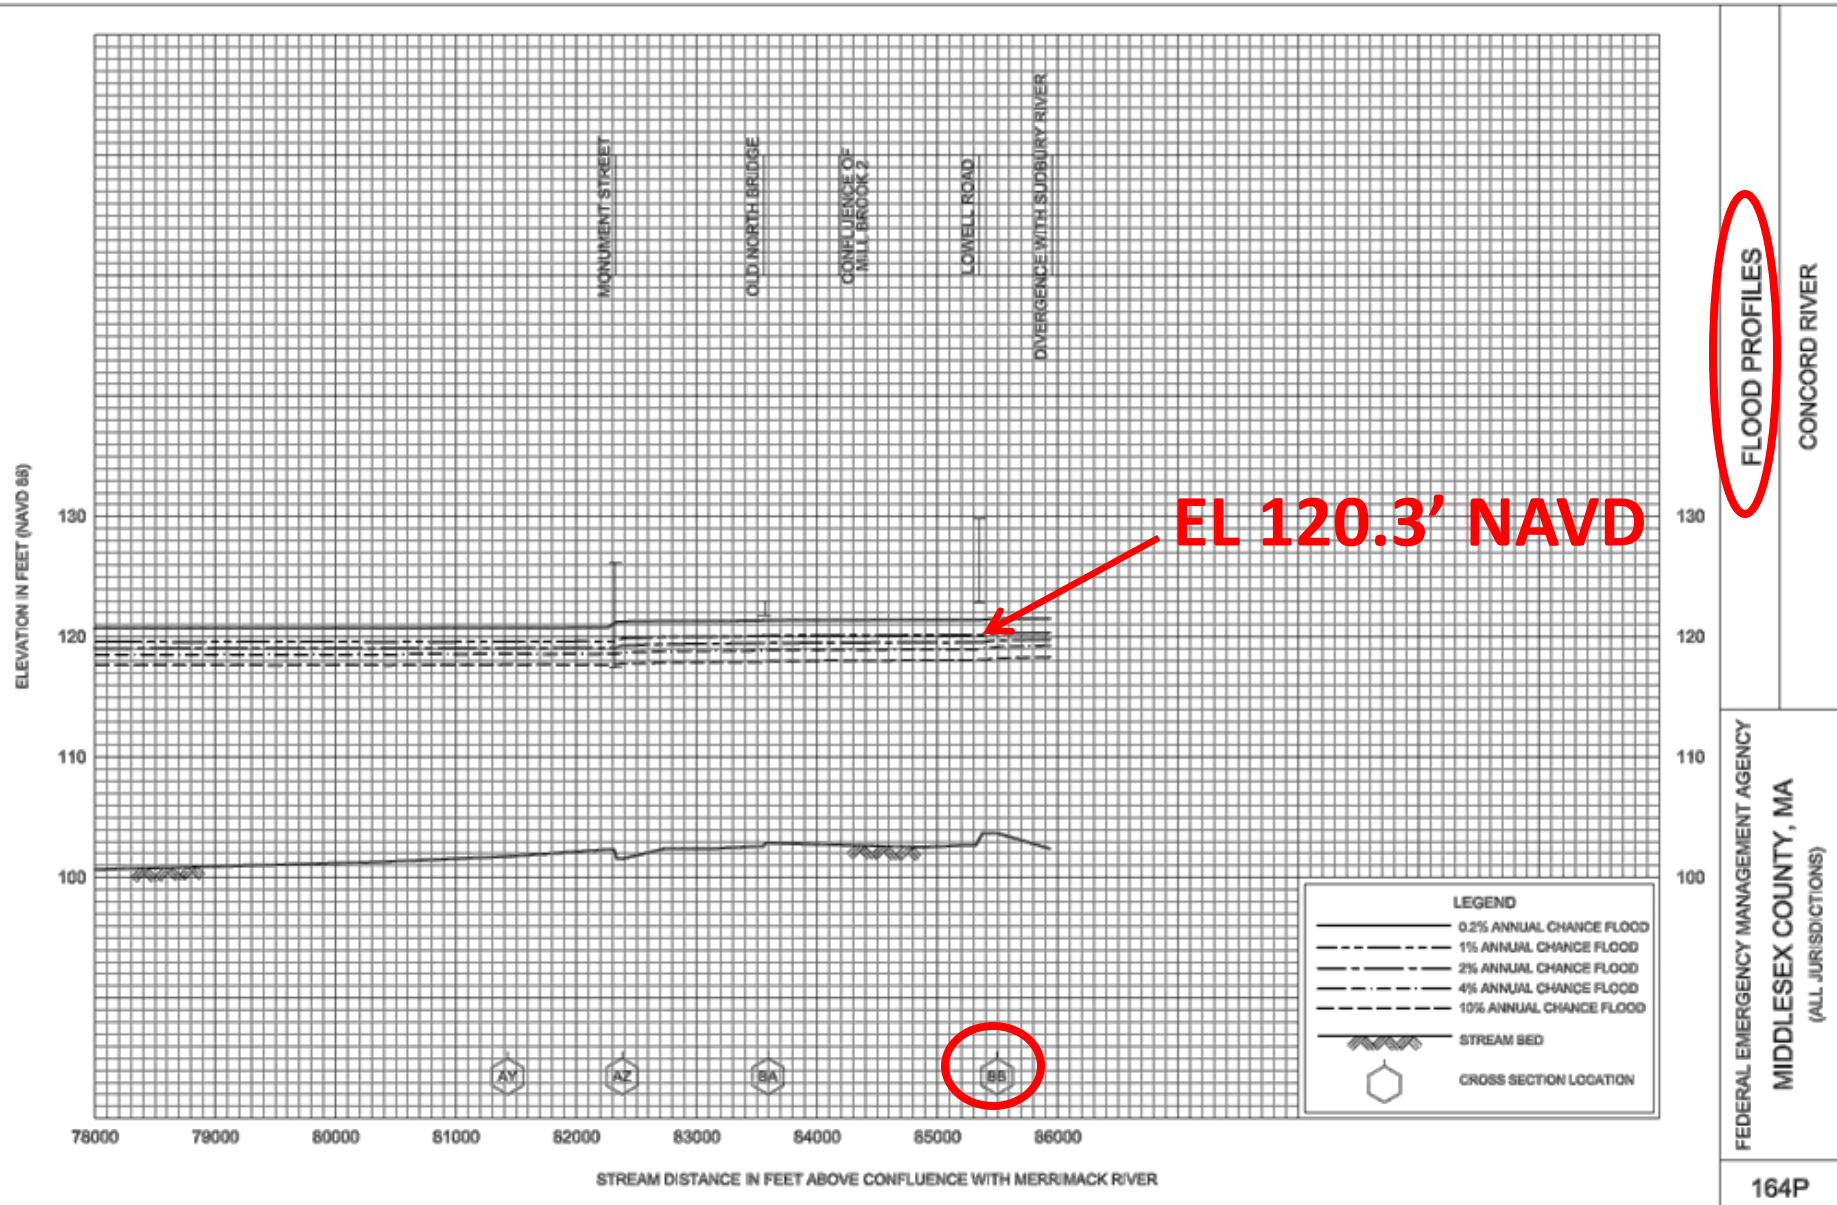 MONUMENT STREET
OLD NORTH BRIDGE
CONFLUENCE OF
MILL BROOK 2
LOWELL ROAD
DIVERGENCE WITH SUDBURY RIVER
EL 120.3’ NAVD
ELEVATION IN FEET (NAVD 88)
130
120
110
100
130
120
110
100
LEGEND
0.2% ANNUAL CHANCE FLOOD
1% ANNUAL CHANCE FLOOD
2% ANNUAL CHANCE FLOOD
4% ANNUAL CHANCE FLOOD
10% ANNUAL CHANCE FLOOD
STREAM BED
CROSS SECTION LOCATION
AY
AZ
BA
BB
78000
79000
80000
81000
82000
83000
84000
85000
86000
STREAM DISTANCE IN FEET ABOVE CONFLUENCE WITH MERRIMACK RIVER
FLOOD PROFILES
CONCORD RIVER
FEDERAL EMERGENCY MANAGEMENT AGENCY
MIDDLESEX COUNTY, MA
(ALL JURISDICTIONS)
164P